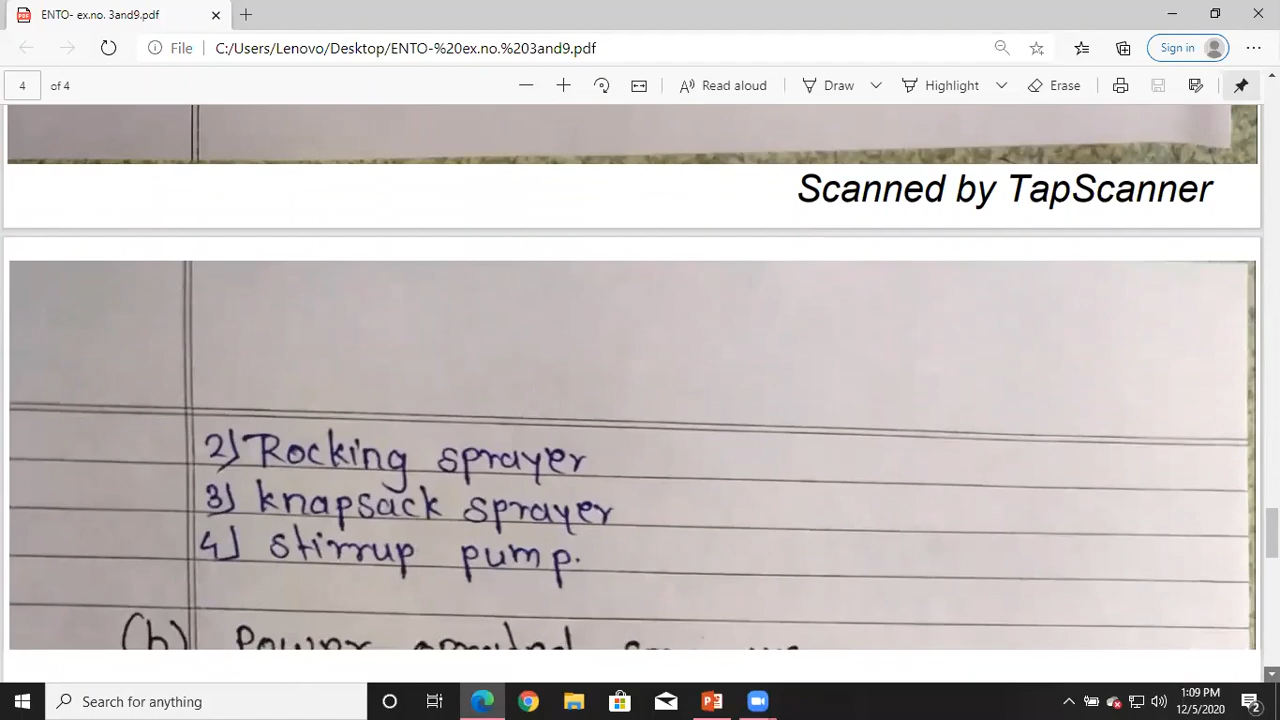 ENTO- ex.no. 3and9.pdf
File C:/Users/Lenovo/Desktop/ENTO-%20ex.no.%203and9.pdf Sign in
4 of 4 Read aloud Draw Highlight Erase
Scanned by TapScanner
2) Rocking sprayer
3) knapsack sprayer
4) stirrup pump.
(b) Power
Search for anything
1:09 PM
12/5/2020
2